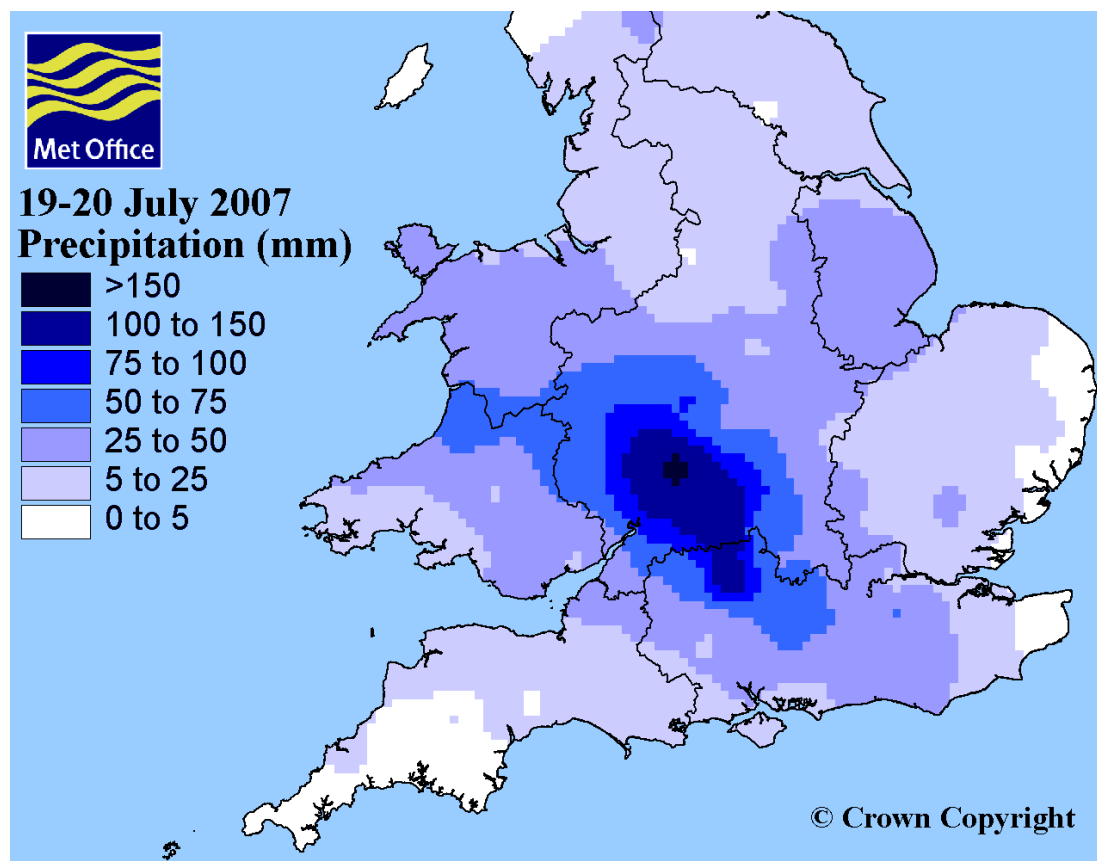 Met Office
19-20 July 2007
Precipitation (mm)
>150
100 to 150
75 to 100
50 to 75
25 to 50
5 to 25
0 to 5
© Crown Copyright